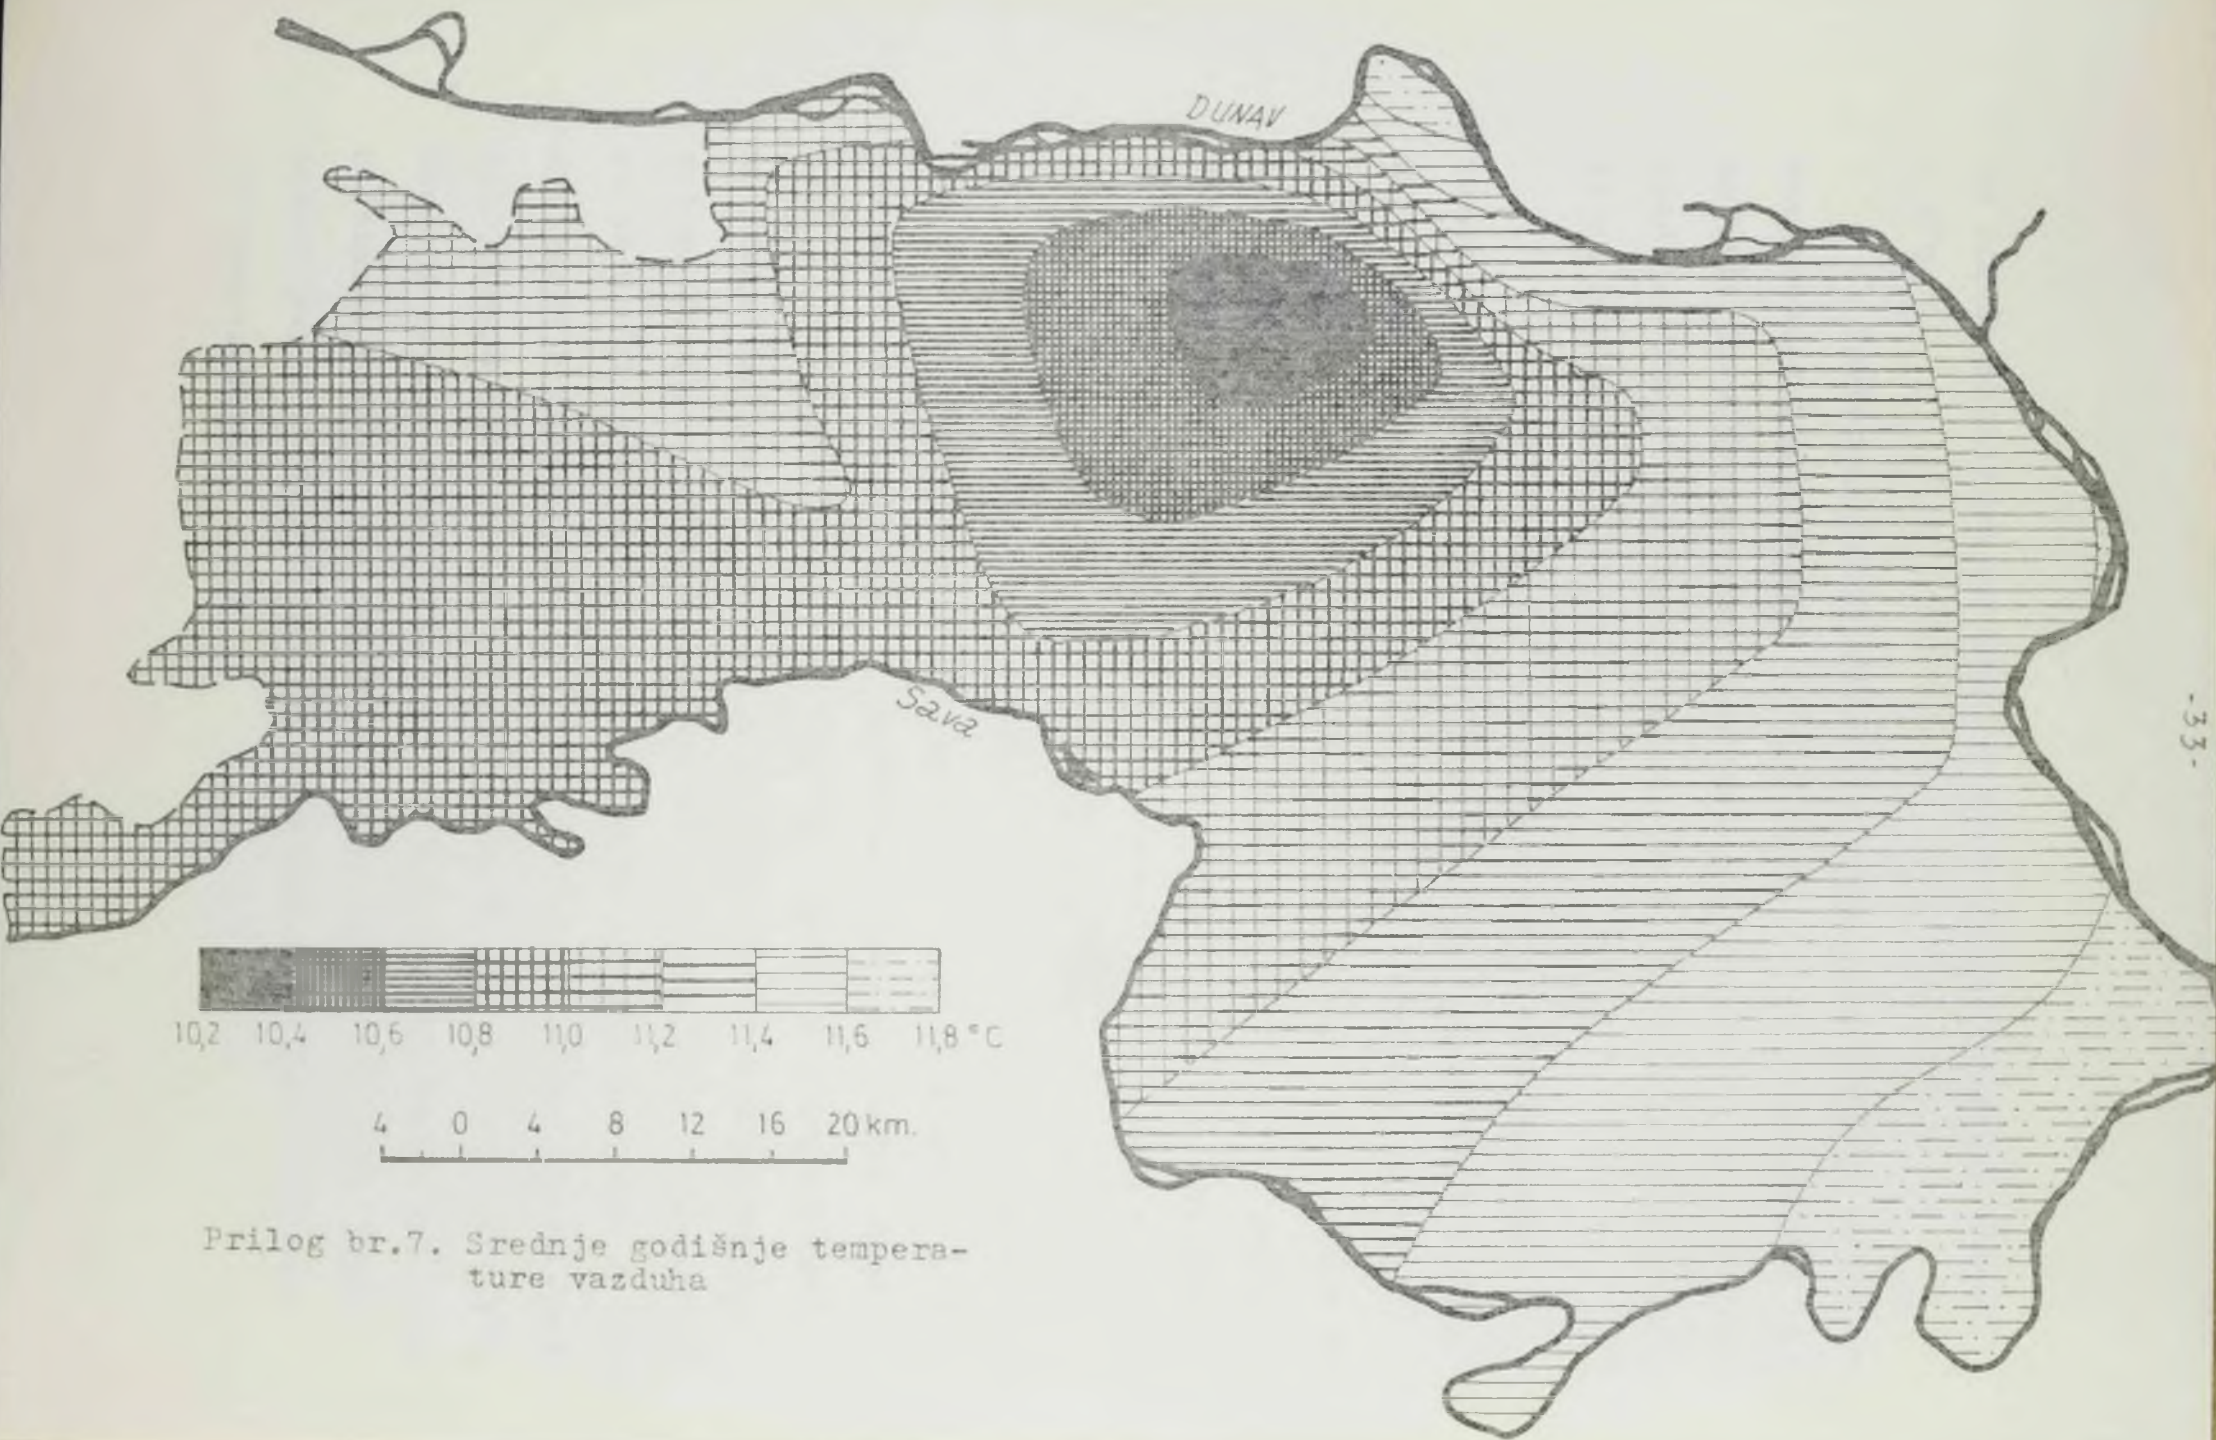 DUNAV
Sava
-33-
10,2 10,4 10,6 10,8 11,0 11,2 11,4 11,6 11,8 °C
4 0 4 8 12 16 20 km.
Prilog br.7. Srednje godišnje tempera-
ture vazduha